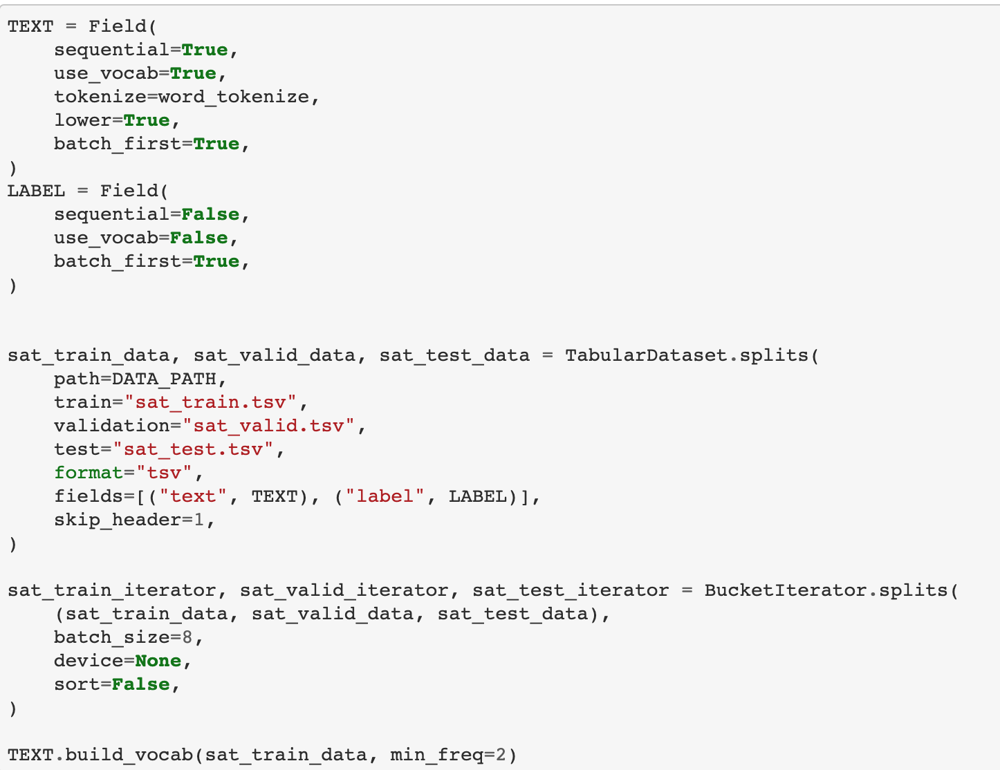 TEXT = Field(
    sequential=True,
    use_vocab=True,
    tokenize=word_tokenize,
    lower=True,
    batch_first=True,
)
LABEL = Field(
    sequential=False,
    use_vocab=False,
    batch_first=True,
)
sat_train_data, sat_valid_data, sat_test_data = TabularDataset.splits(
    path=DATA_PATH,
    train="sat_train.tsv",
    validation="sat_valid.tsv",
    test="sat_test.tsv",
    format="tsv",
    fields=[("text", TEXT), ("label", LABEL)],
    skip_header=1,
)
sat_train_iterator, sat_valid_iterator, sat_test_iterator = BucketIterator.splits(
    (sat_train_data, sat_valid_data, sat_test_data),
    batch_size=8,
    device=None,
    sort=False,
)
TEXT.build_vocab(sat_train_data, min_freq=2)